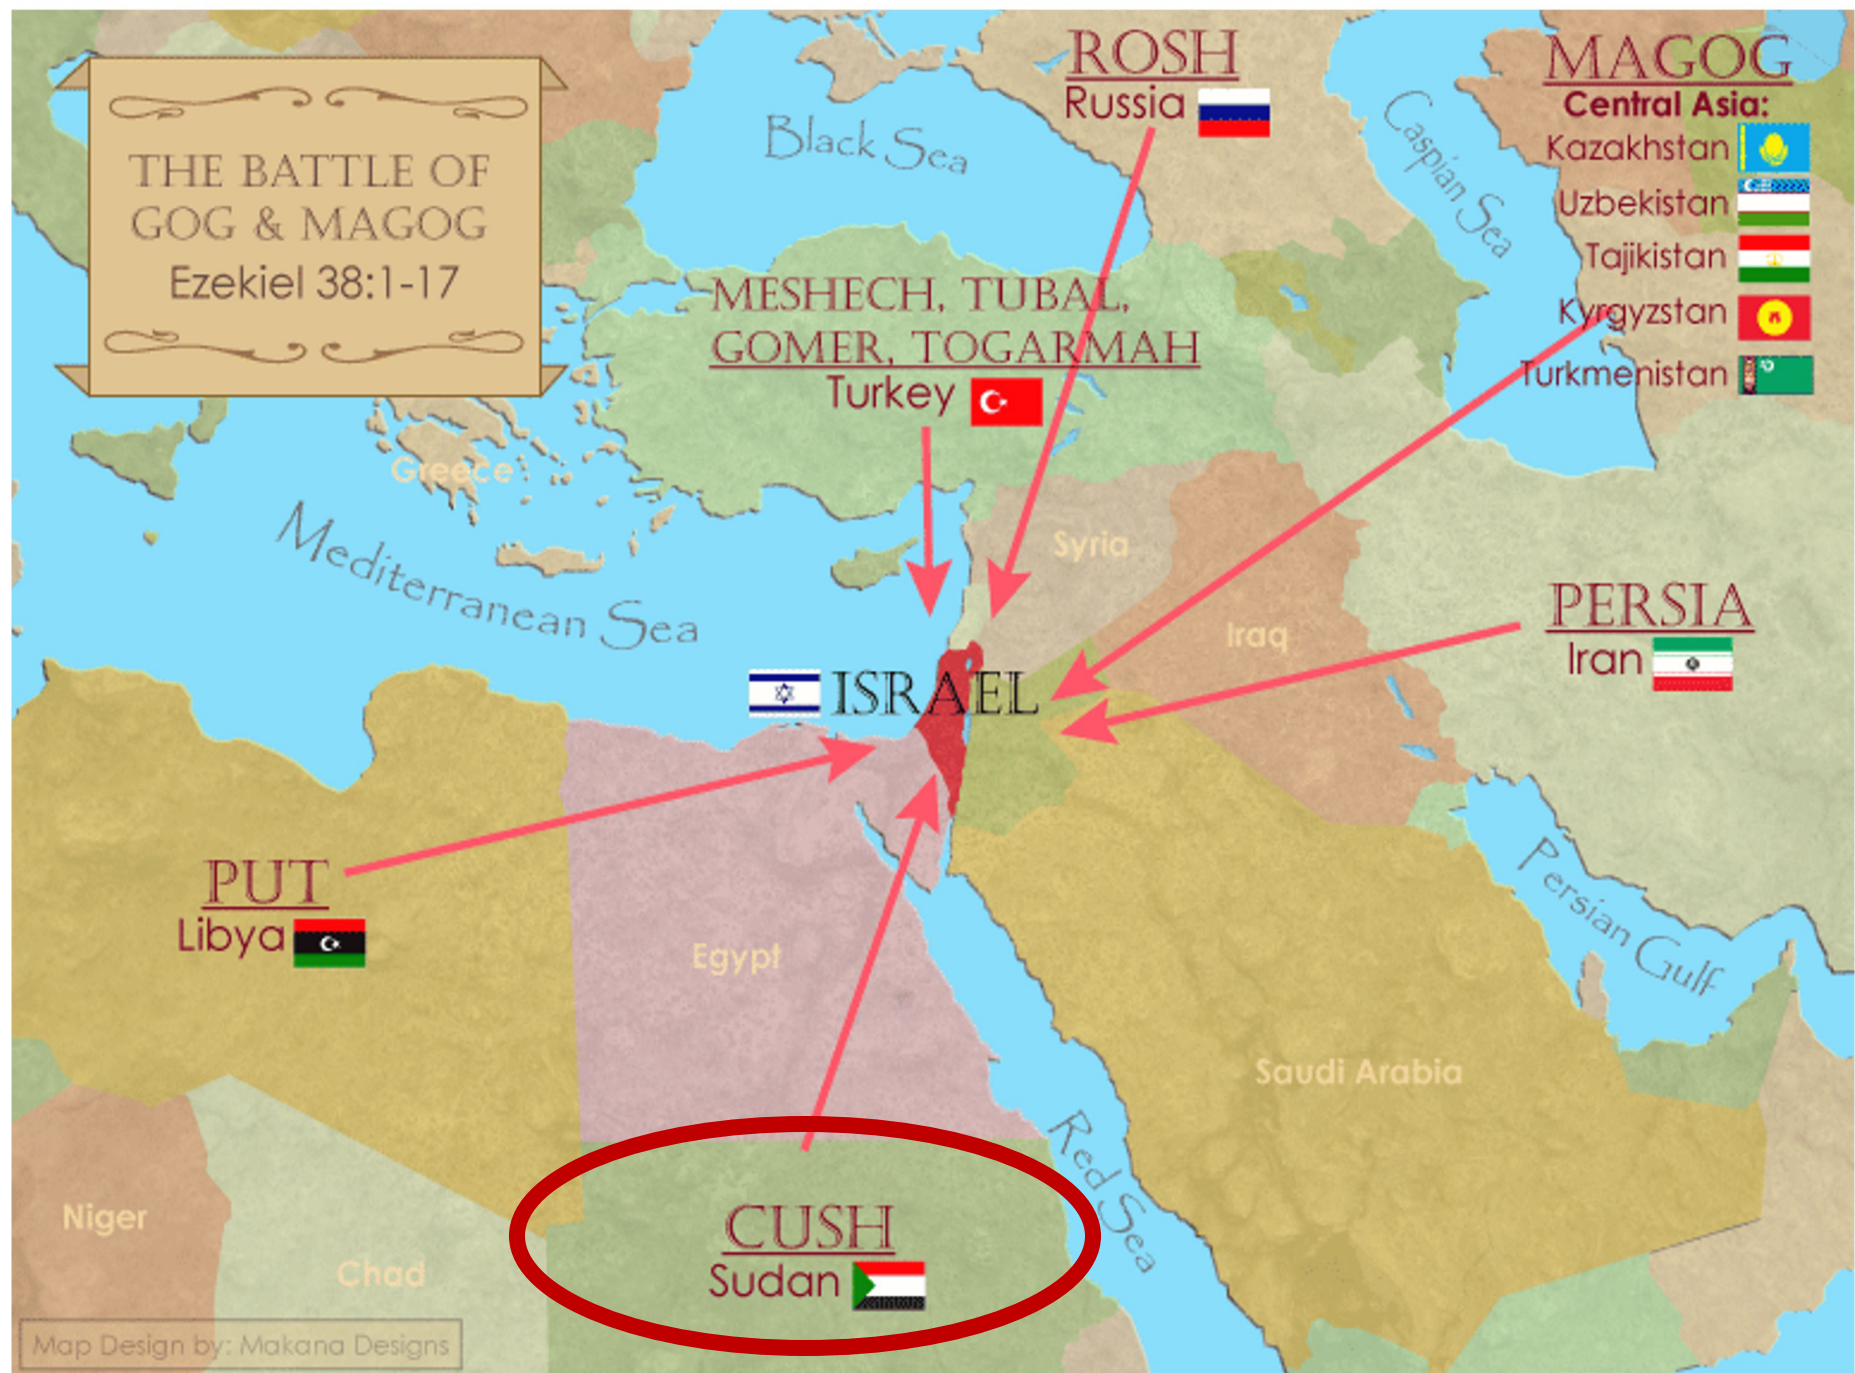 THE BATTLE OF
GOG & MAGOG
Ezekiel 38:1-17
ROSH
Russia
MAGOG
Central Asia:
Kazakhstan
Uzbekistan
Tajikistan
Kyrgyzstan
Turkmenistan
Black Sea
Caspian Sea
MESHECH, TUBAL,
GOMER, TOGARMAH
Turkey
Greece
Mediterranean Sea
Syria
Iraq
PERSIA
Iran
ISRAEL
PUT
Libya
Egypt
Saudi Arabia
Persian Gulf
Red Sea
Niger
Chad
CUSH
Sudan
Map Design by: Makana Designs